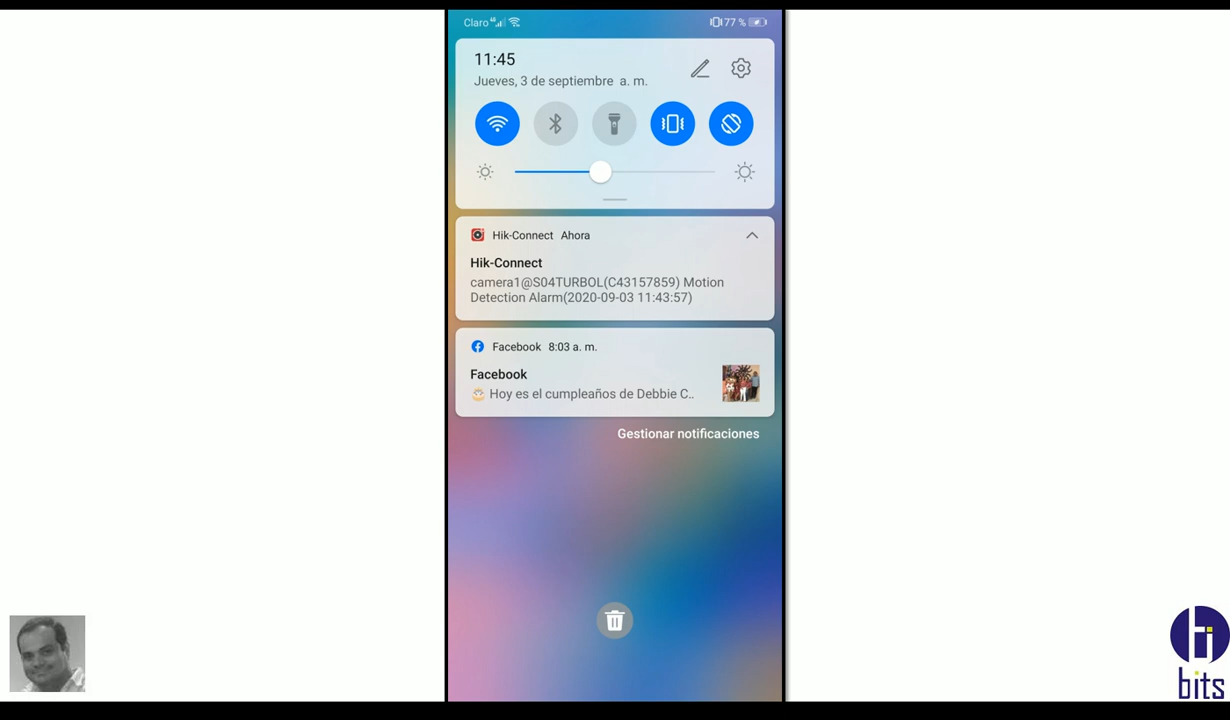 Claro 4G 77 %
11:45
Jueves, 3 de septiembre a. m.
Hik-Connect Ahora
Hik-Connect
camera1@S04TURBOL(C43157859) Motion
Detection Alarm(2020-09-03 11:43:57)
Facebook 8:03 a. m.
Facebook
Hoy es el cumpleaños de Debbie C..
Gestionar notificaciones
bits